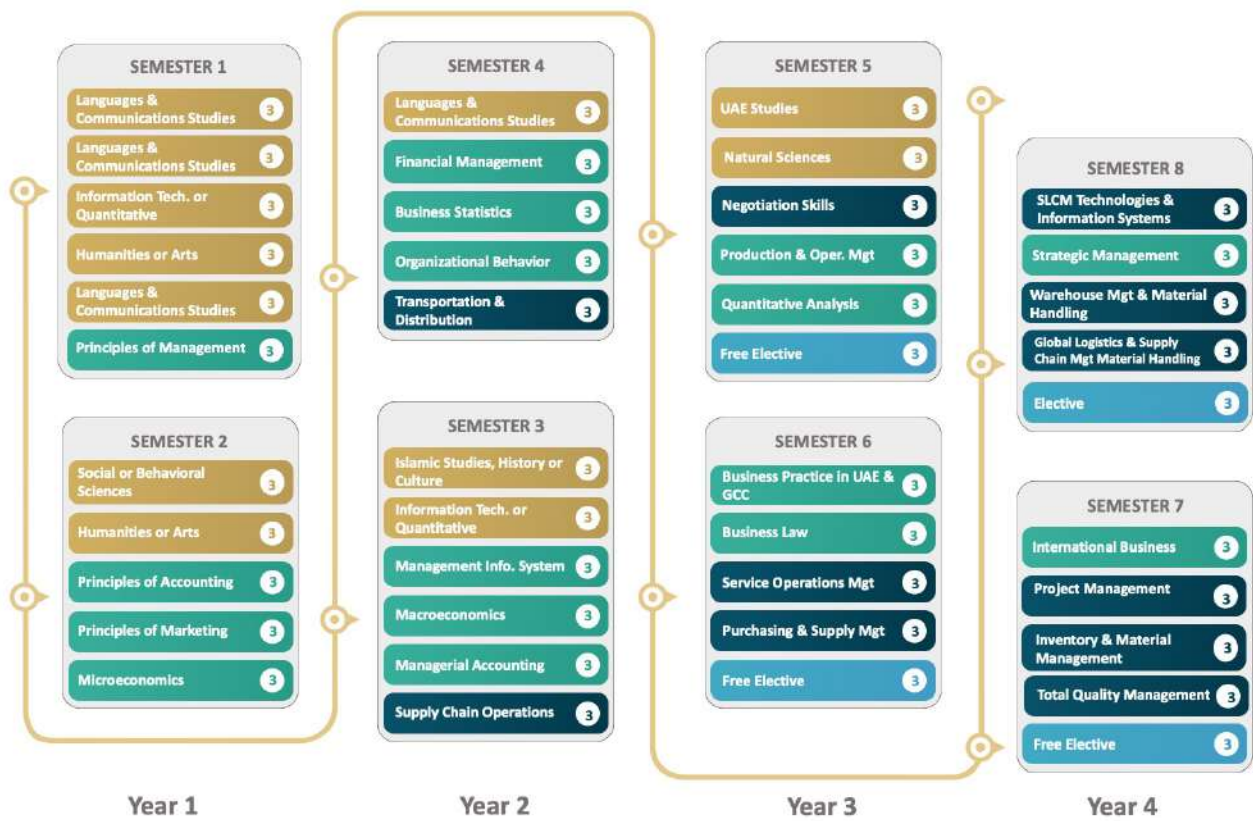 SEMESTER 1
Languages &
Communications Studies
3
Languages &
Communications Studies
3
Information Tech. or
Quantitative
3
Humanities or Arts
3
Languages &
Communications Studies
3
Principles of Management
3
SEMESTER 2
Social or Behavioral
Sciences
3
Humanities or Arts
3
Principles of Accounting
3
Principles of Marketing
3
Microeconomics
3
Year 1
SEMESTER 4
Languages &
Communications Studies
3
Financial Management
3
Business Statistics
3
Organizational Behavior
3
Transportation &
Distribution
3
SEMESTER 3
Islamic Studies, History or
Culture
3
Information Tech. or
Quantitative
3
Management Info. System
3
Macroeconomics
3
Managerial Accounting
3
Supply Chain Operations
3
Year 2
SEMESTER 5
UAE Studies
3
Natural Sciences
3
Negotiation Skills
3
Production & Oper. Mgt
3
Quantitative Analysis
3
Free Elective
3
SEMESTER 6
Business Practice in UAE &
GCC
3
Business Law
3
Service Operations Mgt
3
Purchasing & Supply Mgt
3
Free Elective
3
Year 3
SEMESTER 8
SLCM Technologies &
Information Systems
3
Strategic Management
3
Warehouse Mgt & Material
Handling
3
Global Logistics & Supply
Chain Mgt Material Handling
3
Elective
3
SEMESTER 7
International Business
3
Project Management
3
Inventory & Material
Management
3
Total Quality Management
3
Free Elective
3
Year 4